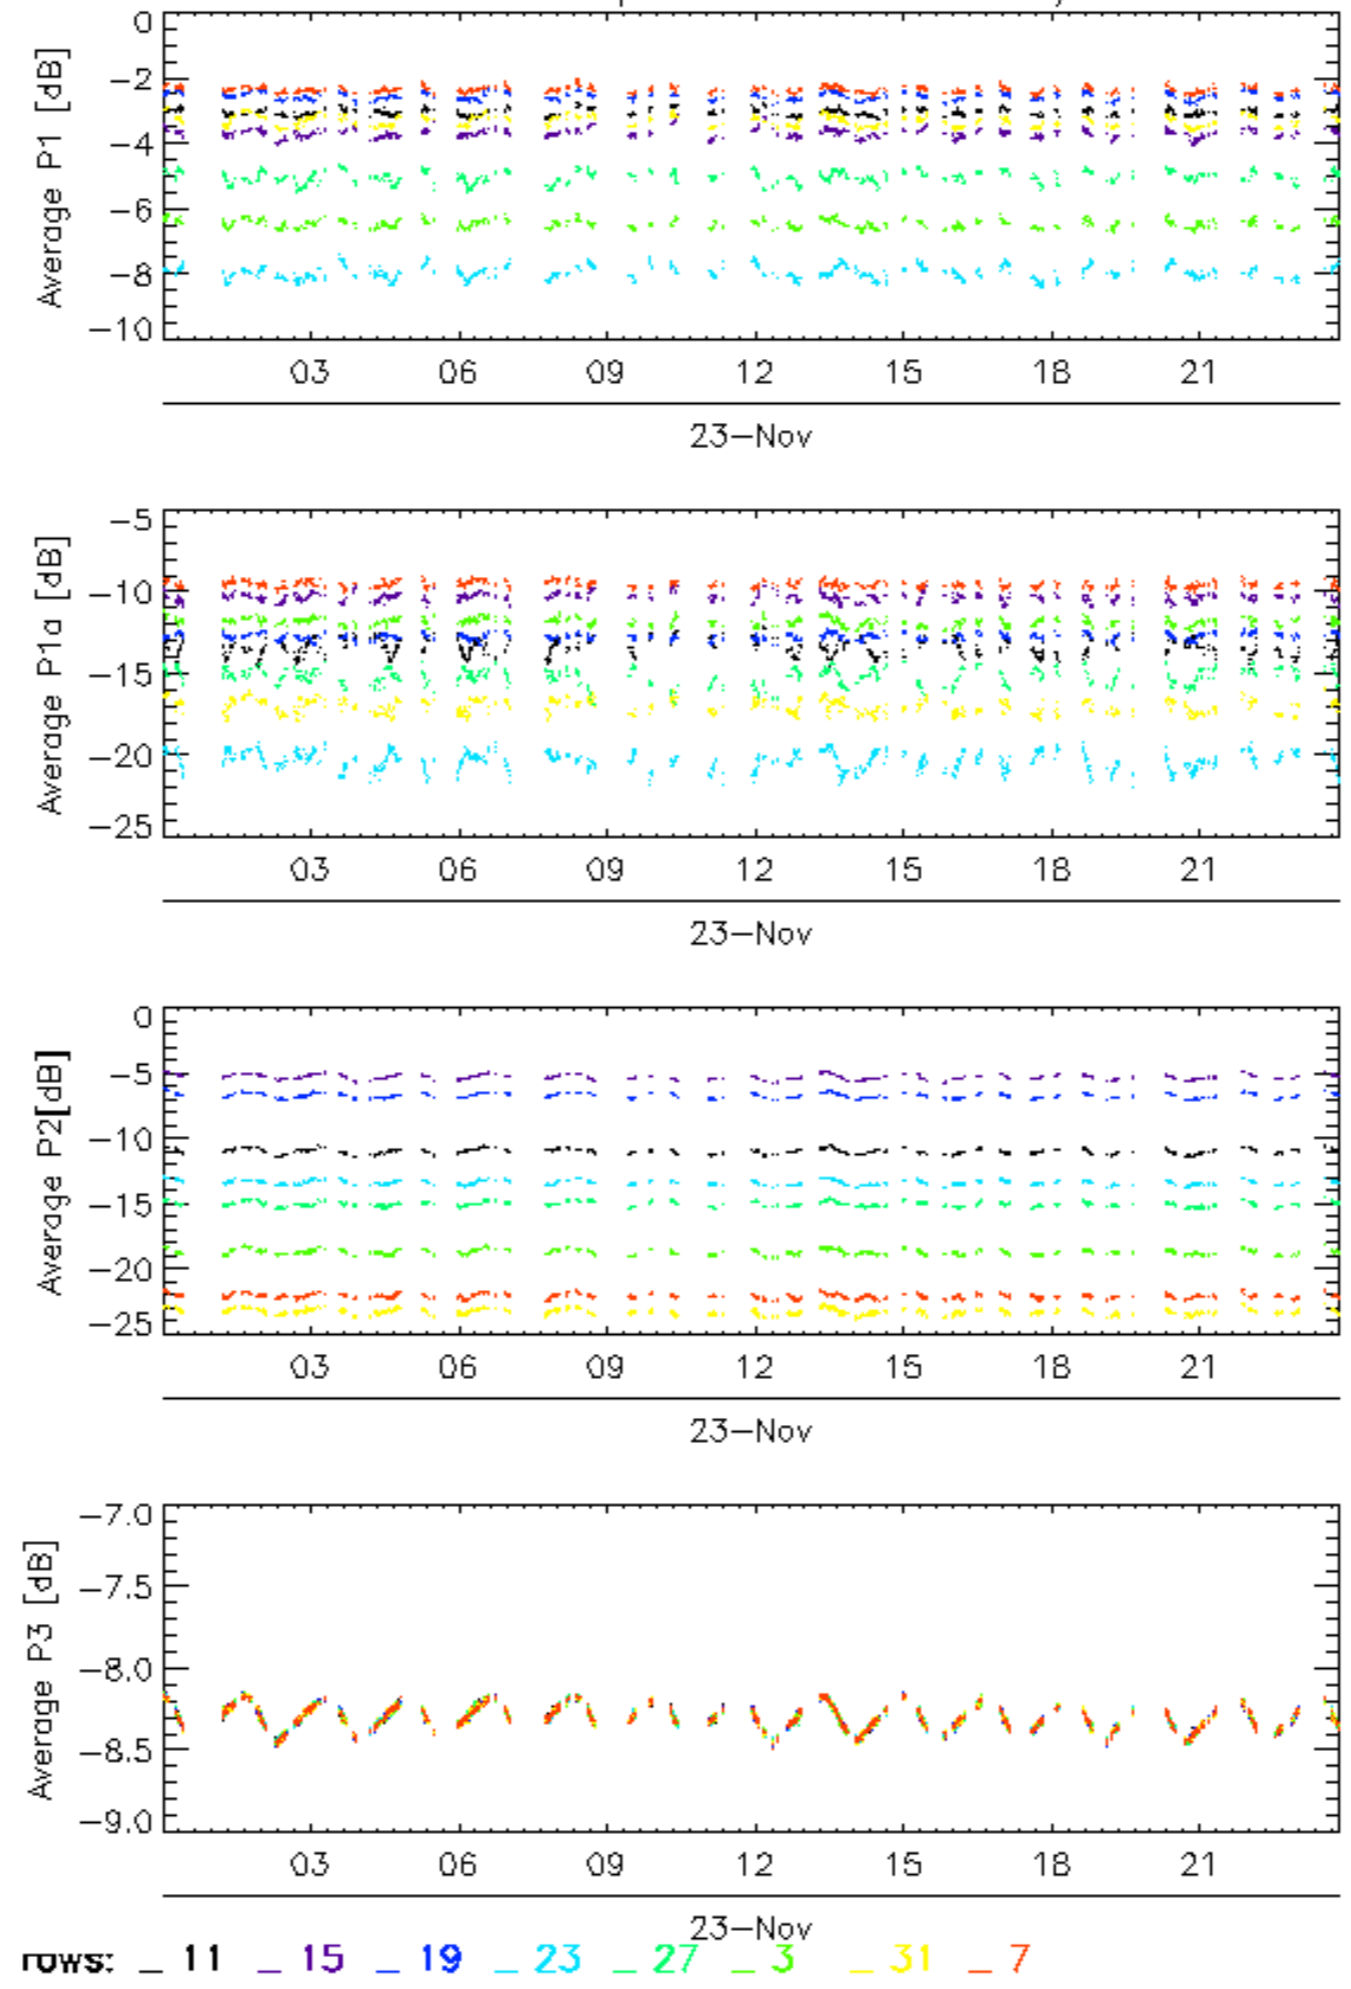 0
−2
−4
−6
−8
−10
Average P1 [dB]
03 06 09 12 15 18 21
23−Nov
−5
−10
−15
−20
−25
Average P1a [dB]
03 06 09 12 15 18 21
23−Nov
0
−5
−10
−15
−20
−25
Average P2[dB]
03 06 09 12 15 18 21
23−Nov
−7.0
−7.5
−8.0
−8.5
−9.0
Average P3 [dB]
03 06 09 12 15 18 21
23−Nov
rows: _ 11 _ 15 _ 19 _ 23 _ 27 _ 3 _ 31 _ 7